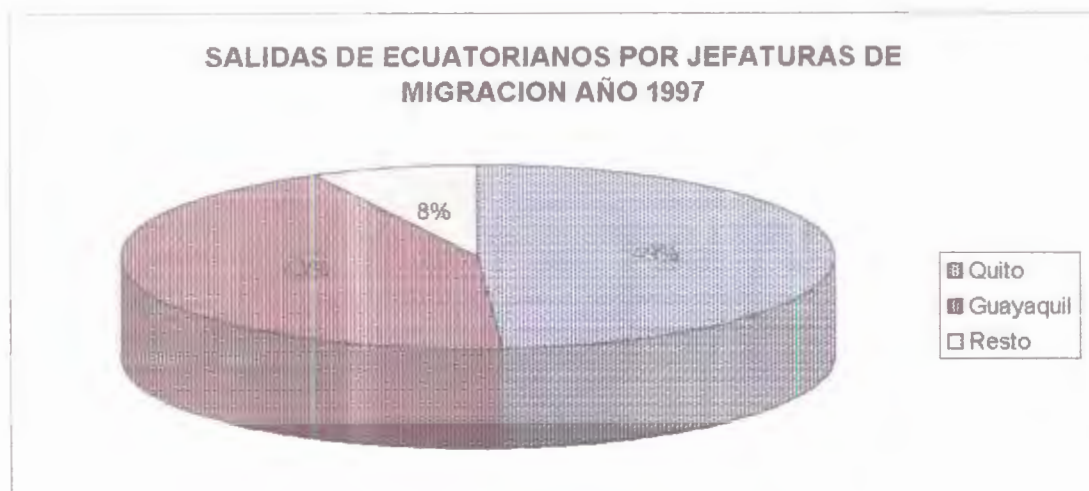 SALIDAS DE ECUATORIANOS POR JEFATURAS DE
MIGRACION AÑO 1997
8%
Quito
Guayaquil
Resto